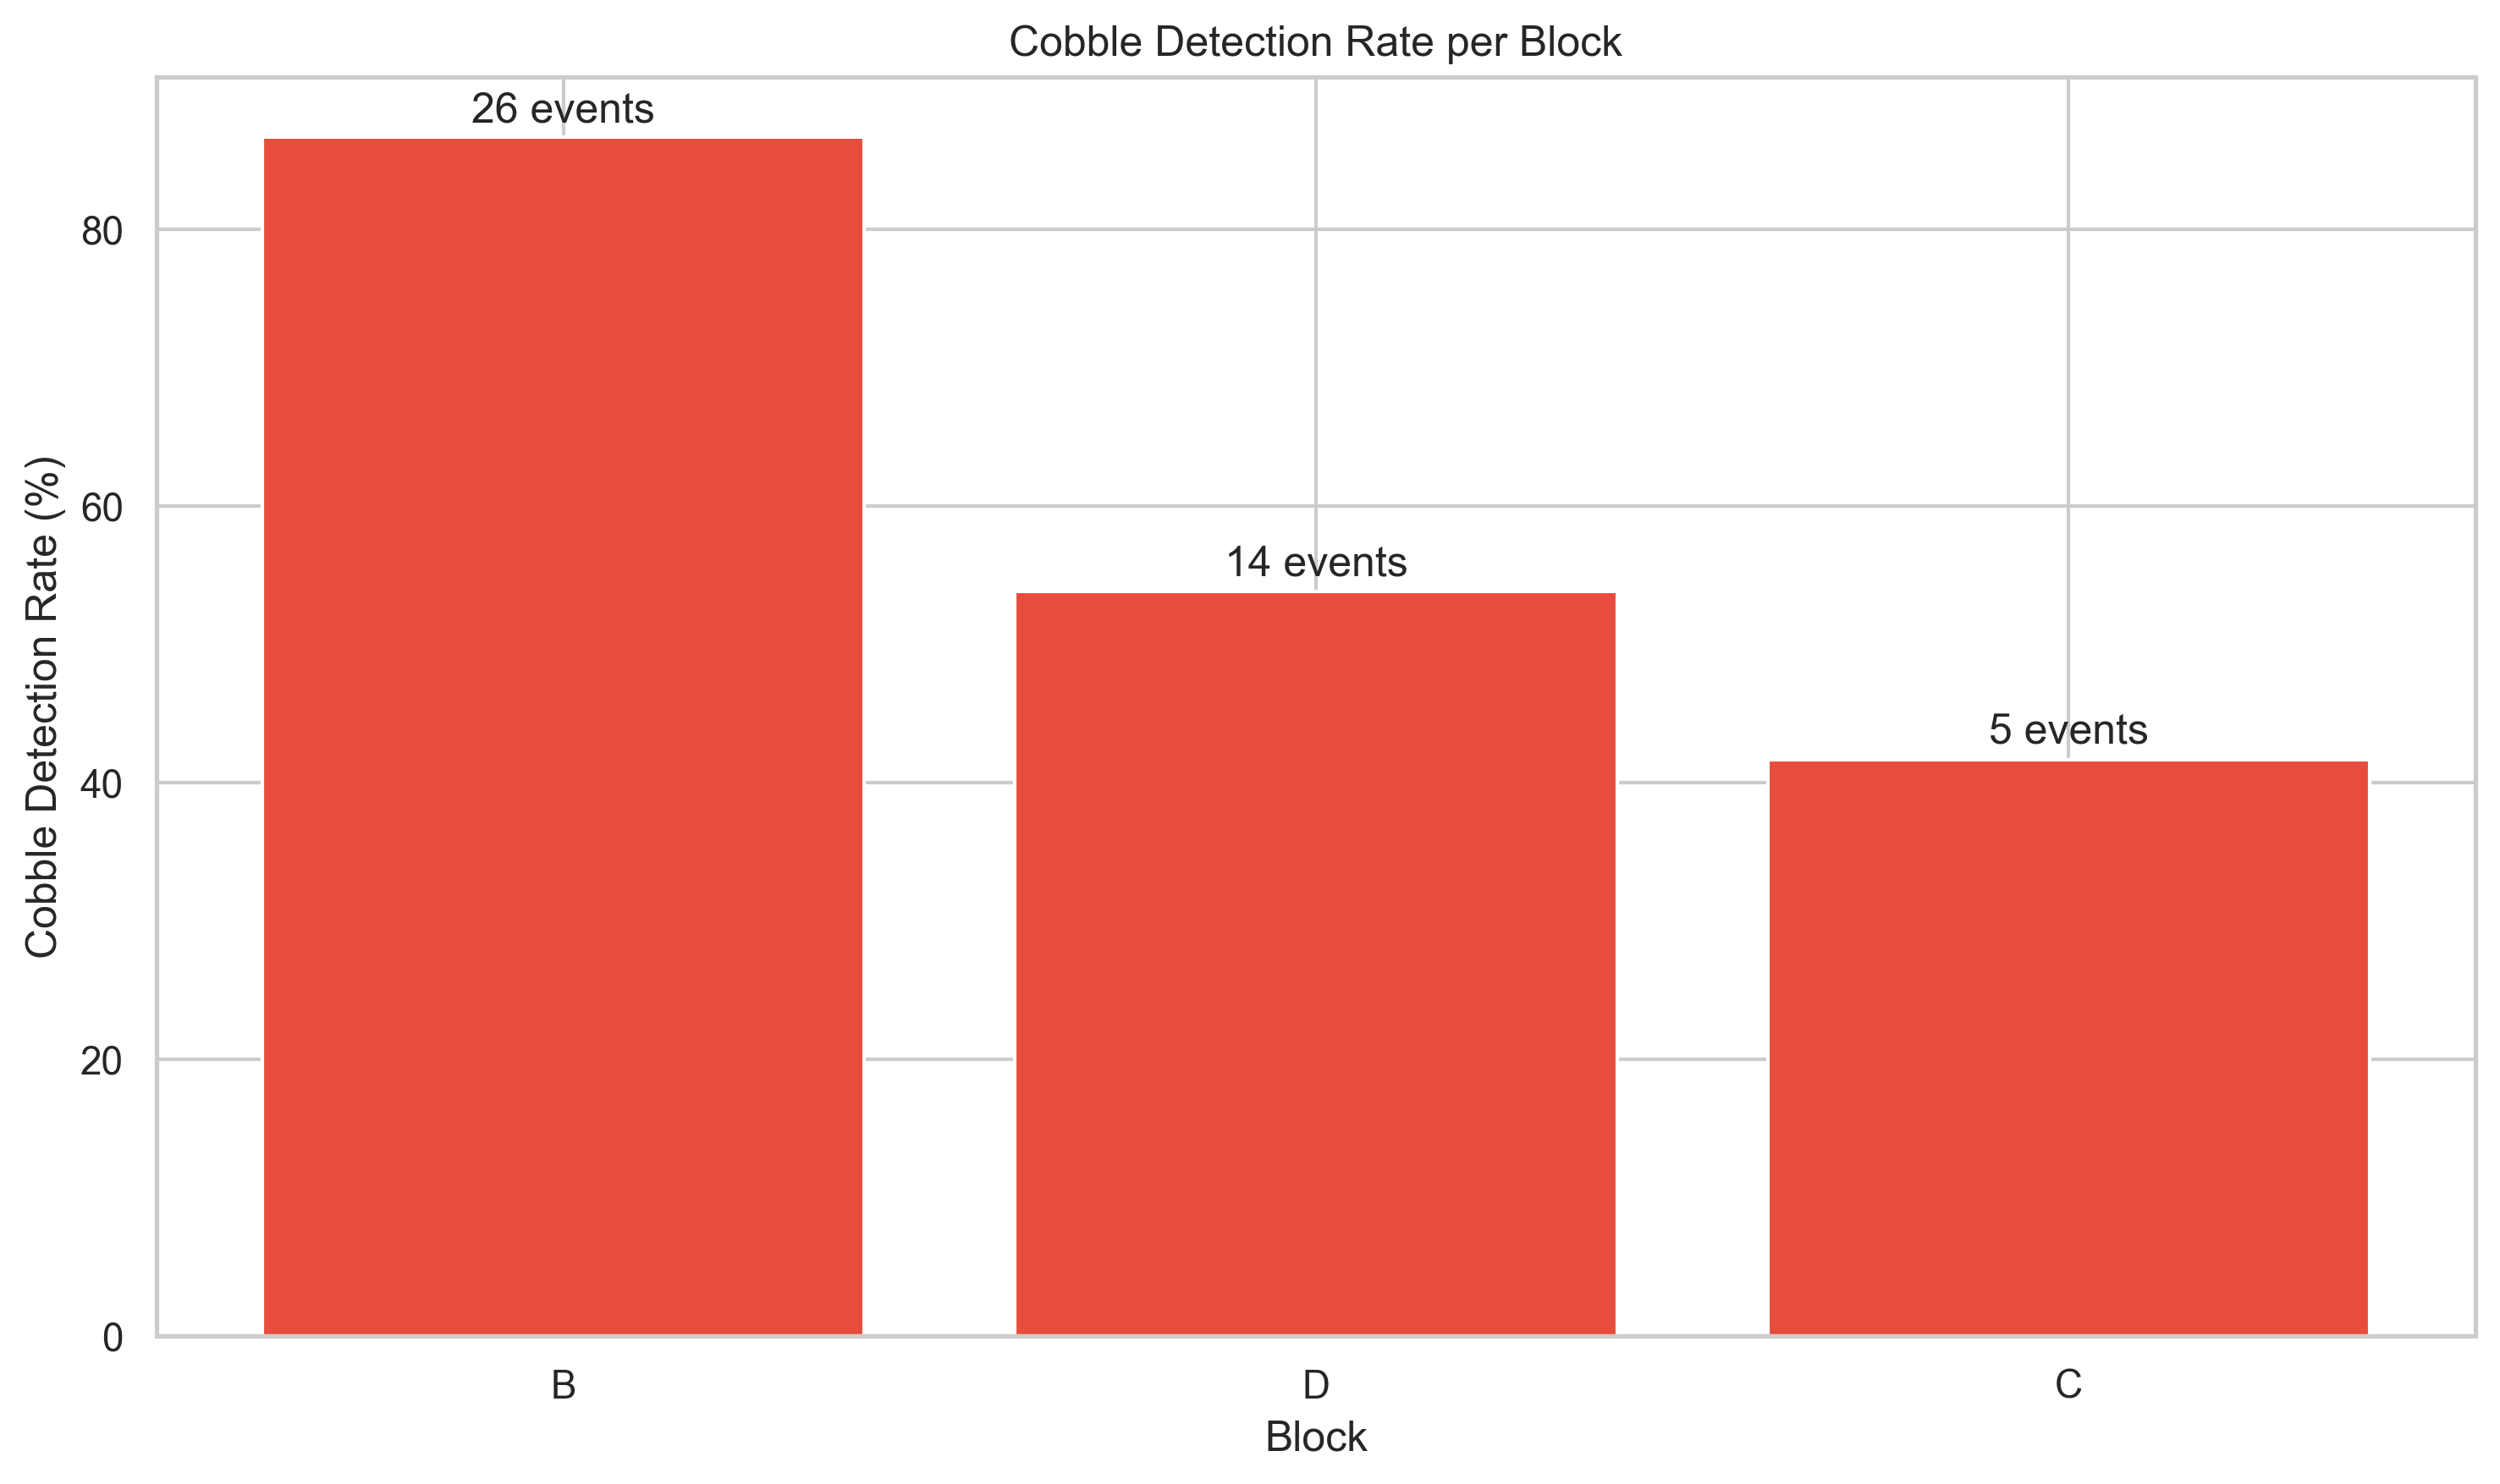 Cobble Detection Rate per Block
26 events
14 events
5 events
Cobble Detection Rate (%)
80
60
40
20
0
B
D
C
Block